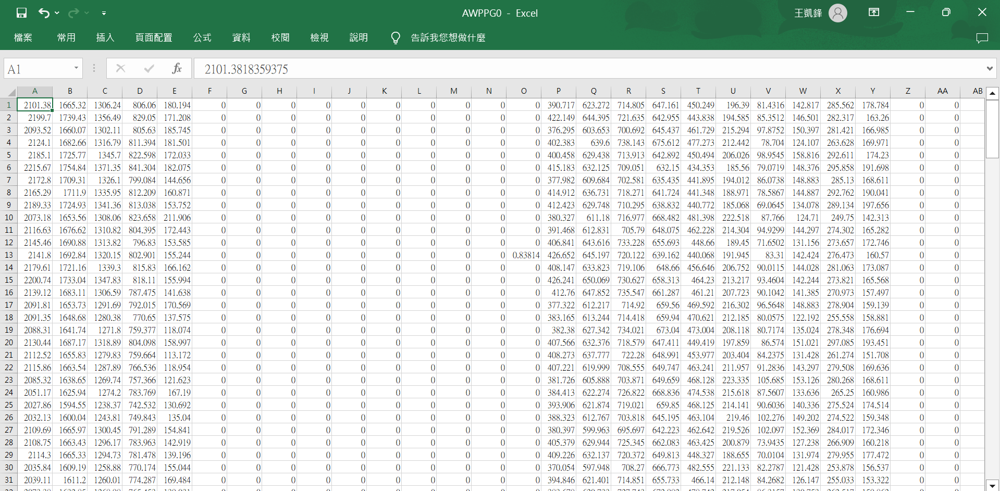 AWPPG0 - Excel
王凱鋒
檔案 常用 插入 頁面配置 公式 資料 校閱 檢視 說明 告訴我您想做什麼
A1 fx 2101.3818359375
A B C D E F G H I J K L M N O P Q R S T U V W X Y Z AA AB
1 2101.38 1665.32 1306.24 806.06 180.194 0 0 0 0 0 0 0 0 0 0 390.717 623.272 714.805 647.161 450.249 196.39 81.4316 142.817 285.562 178.784 0 0
2 2199.7 1739.43 1356.49 829.05 171.208 0 0 0 0 0 0 0 0 0 0 422.149 644.395 721.635 642.955 443.838 194.585 85.3512 146.501 282.317 163.26 0 0
3 2093.52 1660.07 1302.11 805.63 185.745 0 0 0 0 0 0 0 0 0 0 376.295 603.653 700.692 645.437 461.729 215.294 97.8752 150.397 281.421 166.985 0 0
4 2124.1 1682.66 1316.79 811.394 181.501 0 0 0 0 0 0 0 0 0 0 402.383 639.6 738.143 675.612 477.273 212.442 78.704 124.107 263.628 169.971 0 0
5 2185.1 1725.77 1345.7 822.598 172.033 0 0 0 0 0 0 0 0 0 0 400.458 629.438 713.913 642.892 450.494 206.026 98.9545 158.816 292.611 174.23 0 0
6 2215.67 1754.84 1371.35 841.304 182.075 0 0 0 0 0 0 0 0 0 0 415.183 632.125 709.051 632.15 434.353 185.56 79.0719 148.376 295.858 191.698 0 0
7 2172.8 1709.31 1326.1 799.084 144.656 0 0 0 0 0 0 0 0 0 0 377.982 609.684 702.581 635.435 441.895 194.012 86.0738 148.883 285.13 168.611 0 0
8 2165.29 1711.9 1335.95 812.209 160.871 0 0 0 0 0 0 0 0 0 0 414.912 636.731 718.271 641.724 441.348 188.971 78.5867 144.887 292.762 190.041 0 0
9 2189.33 1724.93 1341.36 813.038 153.752 0 0 0 0 0 0 0 0 0 0 412.423 629.748 710.295 638.832 440.772 185.068 69.0645 134.078 289.134 197.656 0 0
10 2073.18 1653.56 1308.06 823.658 211.906 0 0 0 0 0 0 0 0 0 0 380.327 611.18 716.977 668.482 481.398 222.518 87.766 124.71 249.75 142.313 0 0
11 2116.63 1676.62 1310.82 804.395 172.443 0 0 0 0 0 0 0 0 0 0 391.468 612.831 705.79 648.075 462.228 214.304 94.9299 144.297 274.302 165.282 0 0
12 2145.46 1690.88 1313.82 796.83 153.585 0 0 0 0 0 0 0 0 0 0 406.841 643.616 733.228 655.693 448.66 189.45 71.6502 131.156 273.657 172.746 0 0
13 2141.8 1692.84 1320.15 802.901 155.244 0 0 0 0 0 0 0 0 0 0.83814 426.652 645.197 720.122 639.162 440.068 191.945 83.31 142.424 276.473 160.57 0 0
14 2179.61 1721.16 1339.3 815.83 166.162 0 0 0 0 0 0 0 0 0 0 408.147 633.823 719.106 648.66 456.646 206.752 90.0115 144.028 281.063 173.087 0 0
15 2200.74 1733.04 1347.83 818.11 155.994 0 0 0 0 0 0 0 0 0 0 426.241 650.069 730.627 658.313 464.23 213.217 93.4604 142.244 273.821 165.568 0 0
16 2139.12 1683.11 1306.59 787.475 141.638 0 0 0 0 0 0 0 0 0 0 412.76 647.852 735.547 661.287 461.21 207.723 90.1042 141.385 270.973 157.497 0 0
17 2091.81 1653.73 1291.69 792.015 170.569 0 0 0 0 0 0 0 0 0 0 377.322 612.217 714.92 659.56 469.592 216.302 96.5648 148.883 278.904 159.139 0 0
18 2091.35 1648.68 1280.38 770.65 137.575 0 0 0 0 0 0 0 0 0 0 383.165 613.244 714.418 659.94 470.621 212.185 80.0575 122.192 255.558 158.881 0 0
19 2088.31 1641.74 1271.8 759.377 118.074 0 0 0 0 0 0 0 0 0 0 382.38 627.342 734.021 673.04 473.004 208.118 80.7174 135.024 278.348 176.694 0 0
20 2130.44 1687.17 1318.89 804.098 158.997 0 0 0 0 0 0 0 0 0 0 407.566 632.376 718.579 647.411 449.419 197.859 86.574 151.021 297.085 193.451 0 0
21 2112.52 1655.83 1279.83 759.664 113.172 0 0 0 0 0 0 0 0 0 0 408.273 637.777 722.28 648.991 453.977 203.404 84.2375 131.428 261.274 151.708 0 0
22 2115.86 1663.54 1287.89 766.536 118.954 0 0 0 0 0 0 0 0 0 0 407.221 619.999 708.555 649.747 463.241 211.957 91.2836 143.297 279.508 169.636 0 0
23 2085.32 1638.65 1269.74 757.366 121.623 0 0 0 0 0 0 0 0 0 0 381.726 605.888 703.871 649.659 468.128 223.335 105.685 153.126 280.268 168.611 0 0
24 2051.17 1625.94 1274.2 783.769 167.19 0 0 0 0 0 0 0 0 0 0 384.413 622.274 726.822 668.836 474.538 215.618 87.5607 133.636 265.25 160.986 0 0
25 2027.86 1594.55 1238.37 742.532 130.692 0 0 0 0 0 0 0 0 0 0 393.906 621.874 719.021 659.85 468.125 214.141 90.6036 140.336 275.524 174.514 0 0
26 2032.13 1600.04 1243.81 749.843 135.04 0 0 0 0 0 0 0 0 0 0 388.323 612.767 703.818 645.195 463.104 219.46 102.276 149.202 274.522 159.348 0 0
27 2109.69 1665.97 1300.45 791.289 154.841 0 0 0 0 0 0 0 0 0 0 380.397 599.963 695.697 642.223 462.642 219.526 102.097 152.369 284.017 172.346 0 0
28 2108.75 1663.43 1296.17 783.963 142.919 0 0 0 0 0 0 0 0 0 0 405.379 629.944 725.345 662.083 463.425 200.879 73.9435 127.238 266.909 160.218 0 0
29 2114.3 1665.33 1294.73 781.478 139.196 0 0 0 0 0 0 0 0 0 0 409.226 632.137 720.372 649.813 448.327 188.655 70.0104 131.974 279.955 177.472 0 0
30 2035.84 1609.19 1258.88 770.174 155.044 0 0 0 0 0 0 0 0 0 0 370.054 597.948 708.27 666.773 482.555 221.133 82.2787 121.428 253.878 156.537 0 0
31 2039.11 1611.2 1260.01 774.287 169.484 0 0 0 0 0 0 0 0 0 0 394.846 621.401 714.851 655.733 466.14 212.148 84.2682 126.147 255.033 153.322 0 0